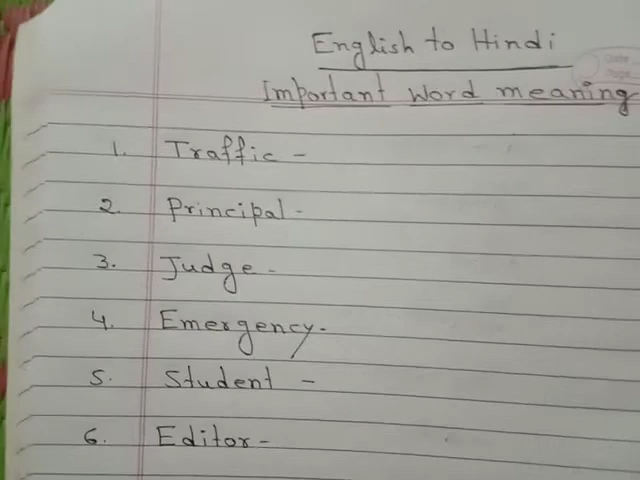 English to Hindi
Important Word meaning
1. Traffic -
2. Principal -
3. Judge -
4. Emergency -
5. Student -
6. Editor -